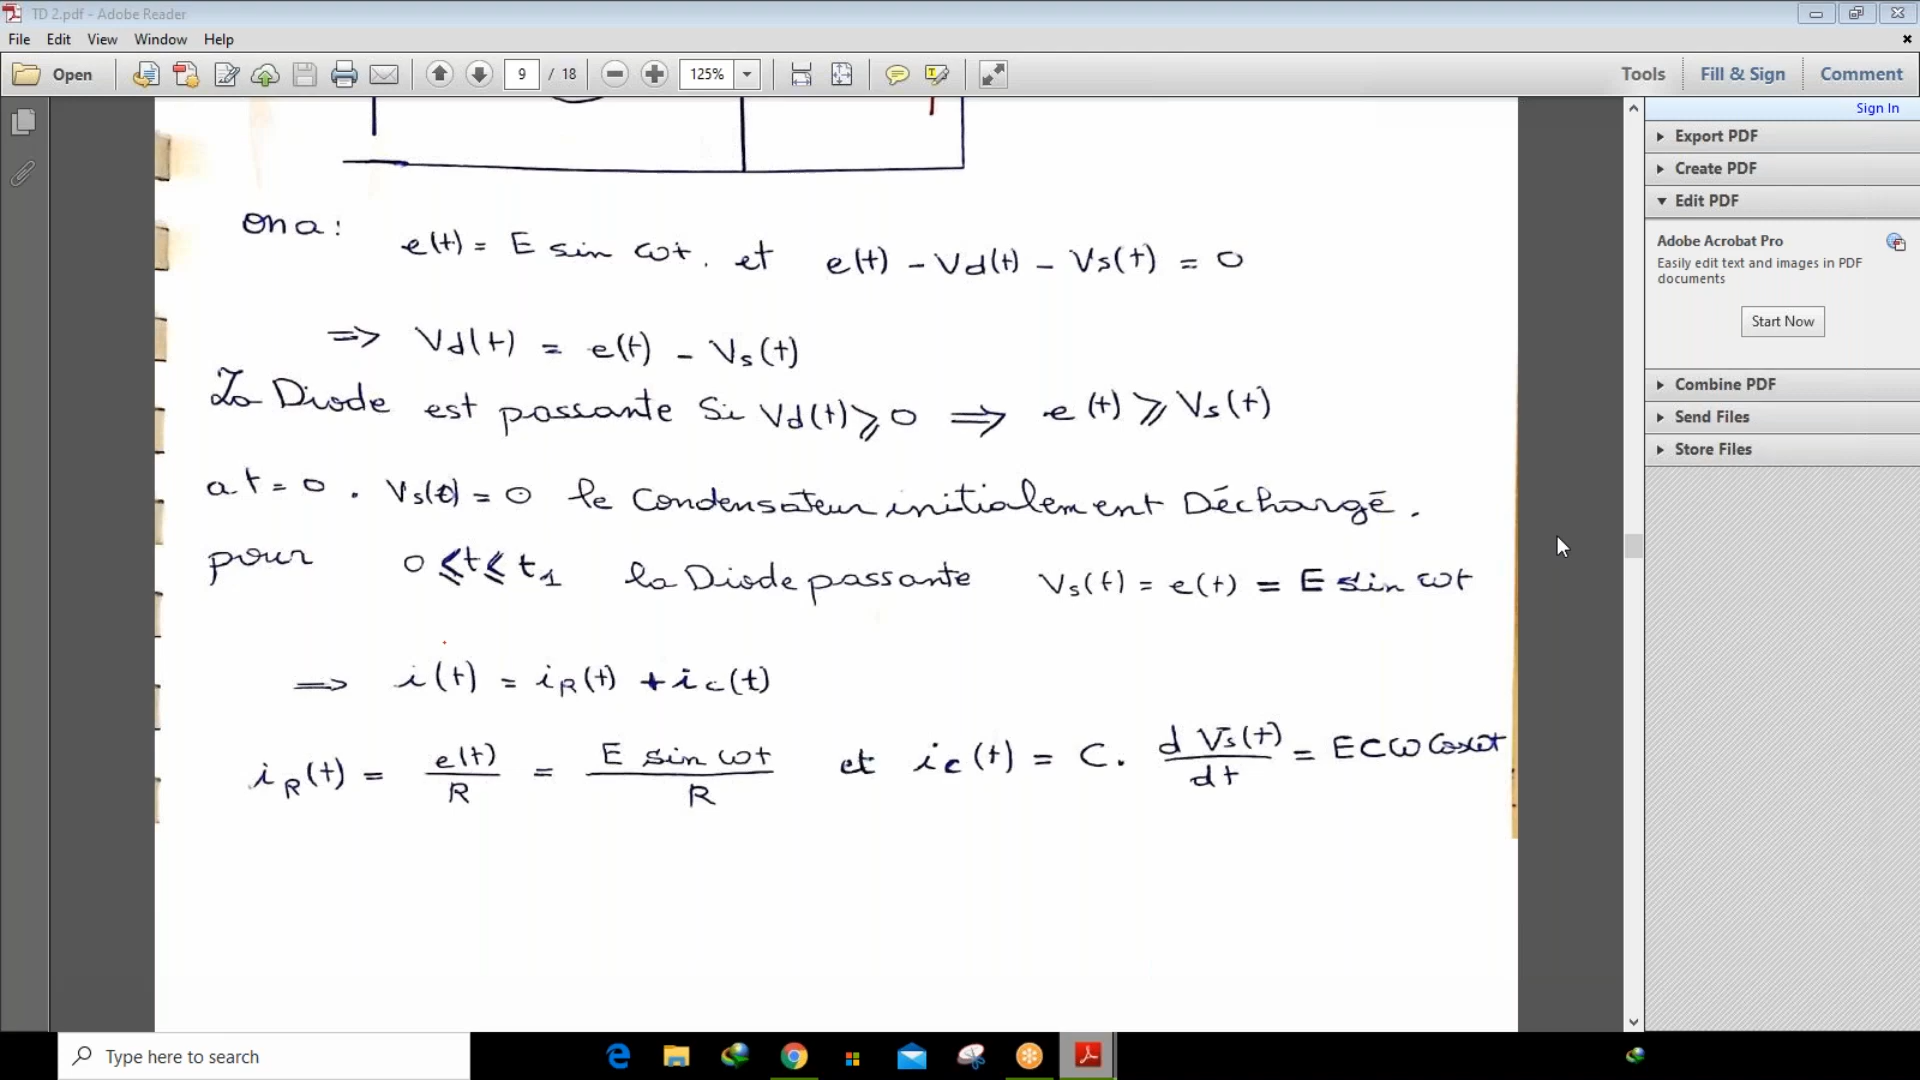 TD 2.pdf - Adobe Reader
File Edit View Window Help
Open 9 / 18 125% Tools Fill & Sign Comment
Sign In
Export PDF
Create PDF
Edit PDF
Adobe Acrobat Pro
Easily edit text and images in PDF
documents
Start Now
Combine PDF
Send Files
Store Files
on a : e(t) = E sin ωt . et e(t) - Vd(t) - Vs(t) = 0
=> Vd(t) = e(t) - Vs(t)
La Diode est passante Si Vd(t) ⩾ 0 => e(t) ⩾ Vs(t)
a t = 0 . Vs(t) = 0 le Condensateur initialement Déchargé .
pour 0 ⩽ t ⩽ t1 la Diode passante Vs(t) = e(t) = E sin ωt
=> i(t) = iR(t) + ic(t)
iR(t) = e(t)/R = E sin ωt/R et ic(t) = C . d Vs(t)/dt = ECω Cosωt
Type here to search